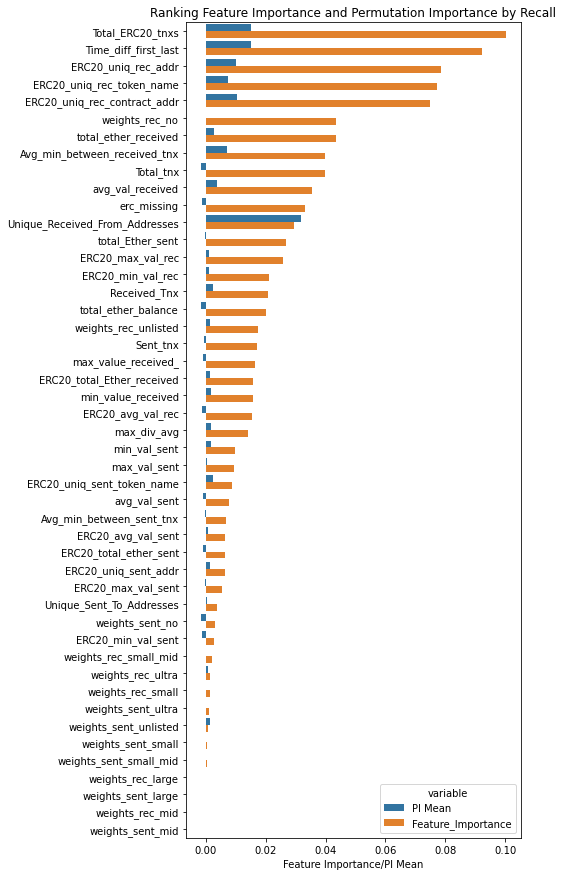 Ranking Feature Importance and Permutation Importance by Recall
Total_ERC20_tnxs
Time_diff_first_last
ERC20_uniq_rec_addr
ERC20_uniq_rec_token_name
ERC20_uniq_rec_contract_addr
weights_rec_no
total_ether_received
Avg_min_between_received_tnx
Total_tnx
avg_val_received
erc_missing
Unique_Received_From_Addresses
total_Ether_sent
ERC20_max_val_rec
ERC20_min_val_rec
Received_Tnx
total_ether_balance
weights_rec_unlisted
Sent_tnx
max_value_received_
ERC20_total_Ether_received
min_value_received
ERC20_avg_val_rec
max_div_avg
min_val_sent
max_val_sent
ERC20_uniq_sent_token_name
avg_val_sent
Avg_min_between_sent_tnx
ERC20_avg_val_sent
ERC20_total_ether_sent
ERC20_uniq_sent_addr
ERC20_max_val_sent
Unique_Sent_To_Addresses
weights_sent_no
ERC20_min_val_sent
weights_rec_small_mid
weights_rec_ultra
weights_rec_small
weights_sent_ultra
weights_sent_unlisted
weights_sent_small
weights_sent_small_mid
weights_rec_large
weights_sent_large
weights_rec_mid
weights_sent_mid
variable
PI Mean
Feature_Importance
0.00 0.02 0.04 0.06 0.08 0.10
Feature Importance/PI Mean